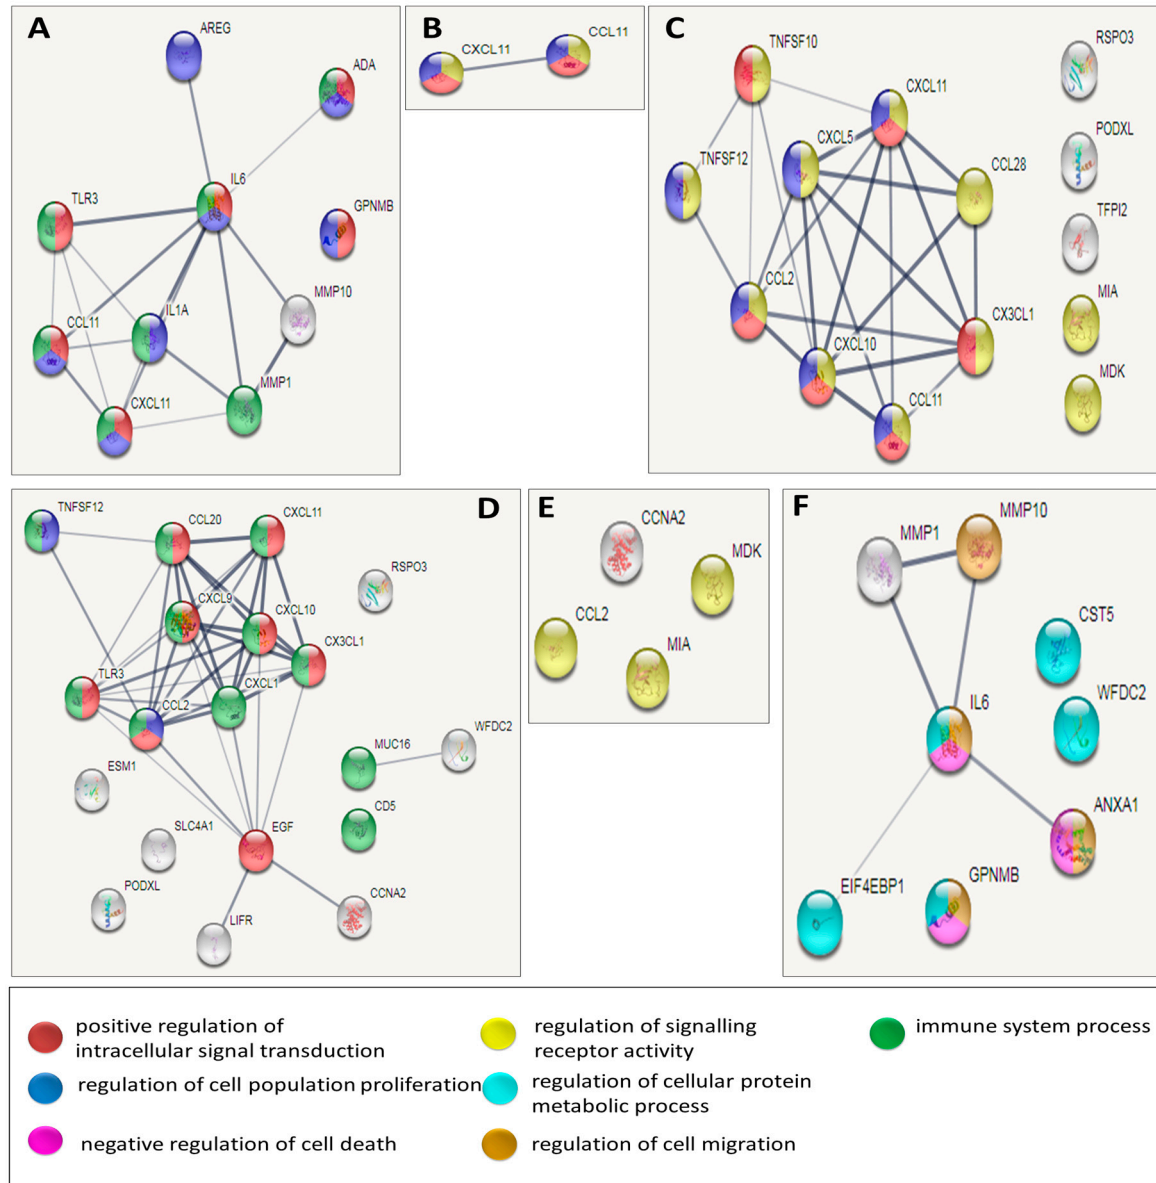 A
AREG
ADA
IL6
TLR3
GPNMB
MMP10
IL1A
CCL11
MMP1
CXCL11
B
CXCL11
CCL11
C
TNFSF10
RSPO3
CXCL11
CXCL5
TNFSF12
CCL28
PODXL
TFPI2
CCL2
MIA
CX3CL1
CXCL10
MDK
CCL11
D
TNFSF12
CCL20
CXCL11
RSPO3
CXCL9
CXCL10
CX3CL1
TLR3
CXCL1
CCL2
WFDC2
MUC16
ESM1
CD5
SLC4A1
EGF
PODXL
CCNA2
LIFR
E
CCNA2
MDK
CCL2
MIA
F
MMP1
MMP10
CST5
WFDC2
IL6
ANXA1
EIF4EBP1
GPNMB
positive regulation of
intracellular signal transduction
regulation of cell population proliferation
negative regulation of cell death
regulation of signalling
receptor activity
regulation of cellular protein
metabolic process
regulation of cell migration
immune system process